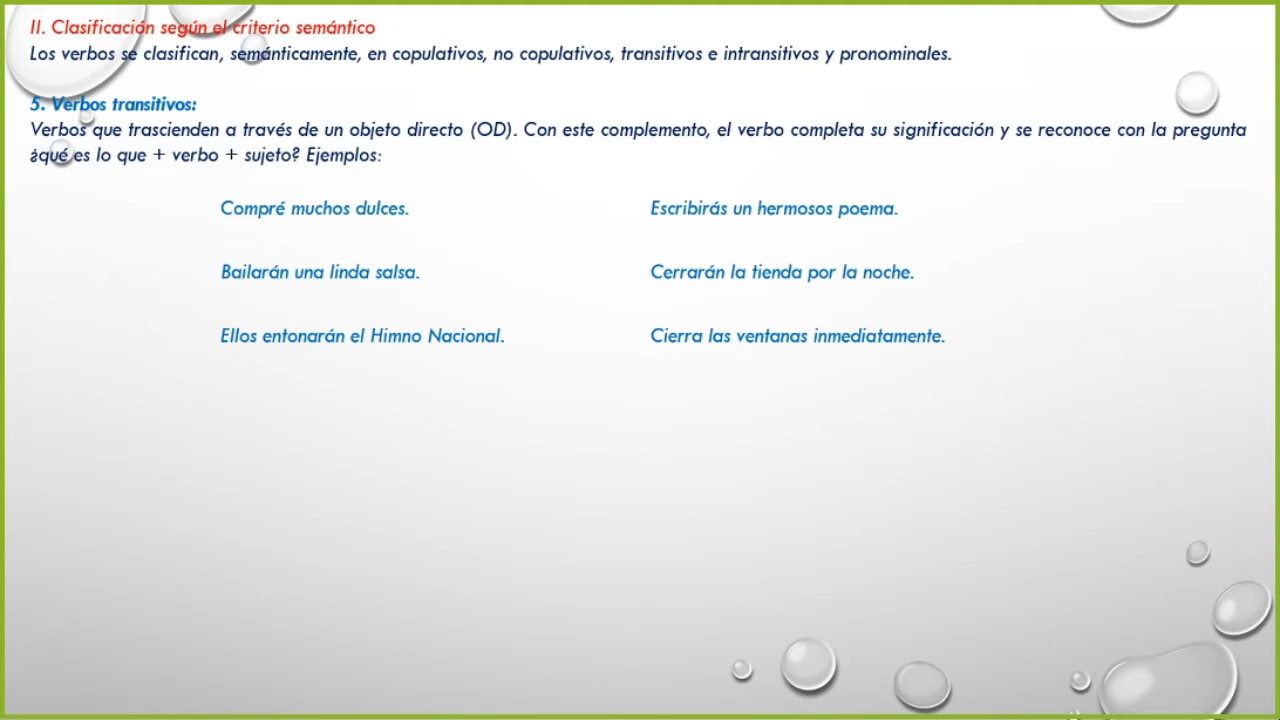 II. Clasificación según el criterio semántico
Los verbos se clasifican, semánticamente, en copulativos, no copulativos, transitivos e intransitivos y pronominales.
5. Verbos transitivos:
Verbos que trascienden a través de un objeto directo (OD). Con este complemento, el verbo completa su significación y se reconoce con la pregunta
¿qué es lo que + verbo + sujeto? Ejemplos:
Compré muchos dulces.
Escribirás un hermosos poema.
Bailarán una linda salsa.
Cerrarán la tienda por la noche.
Ellos entonarán el Himno Nacional.
Cierra las ventanas inmediatamente.